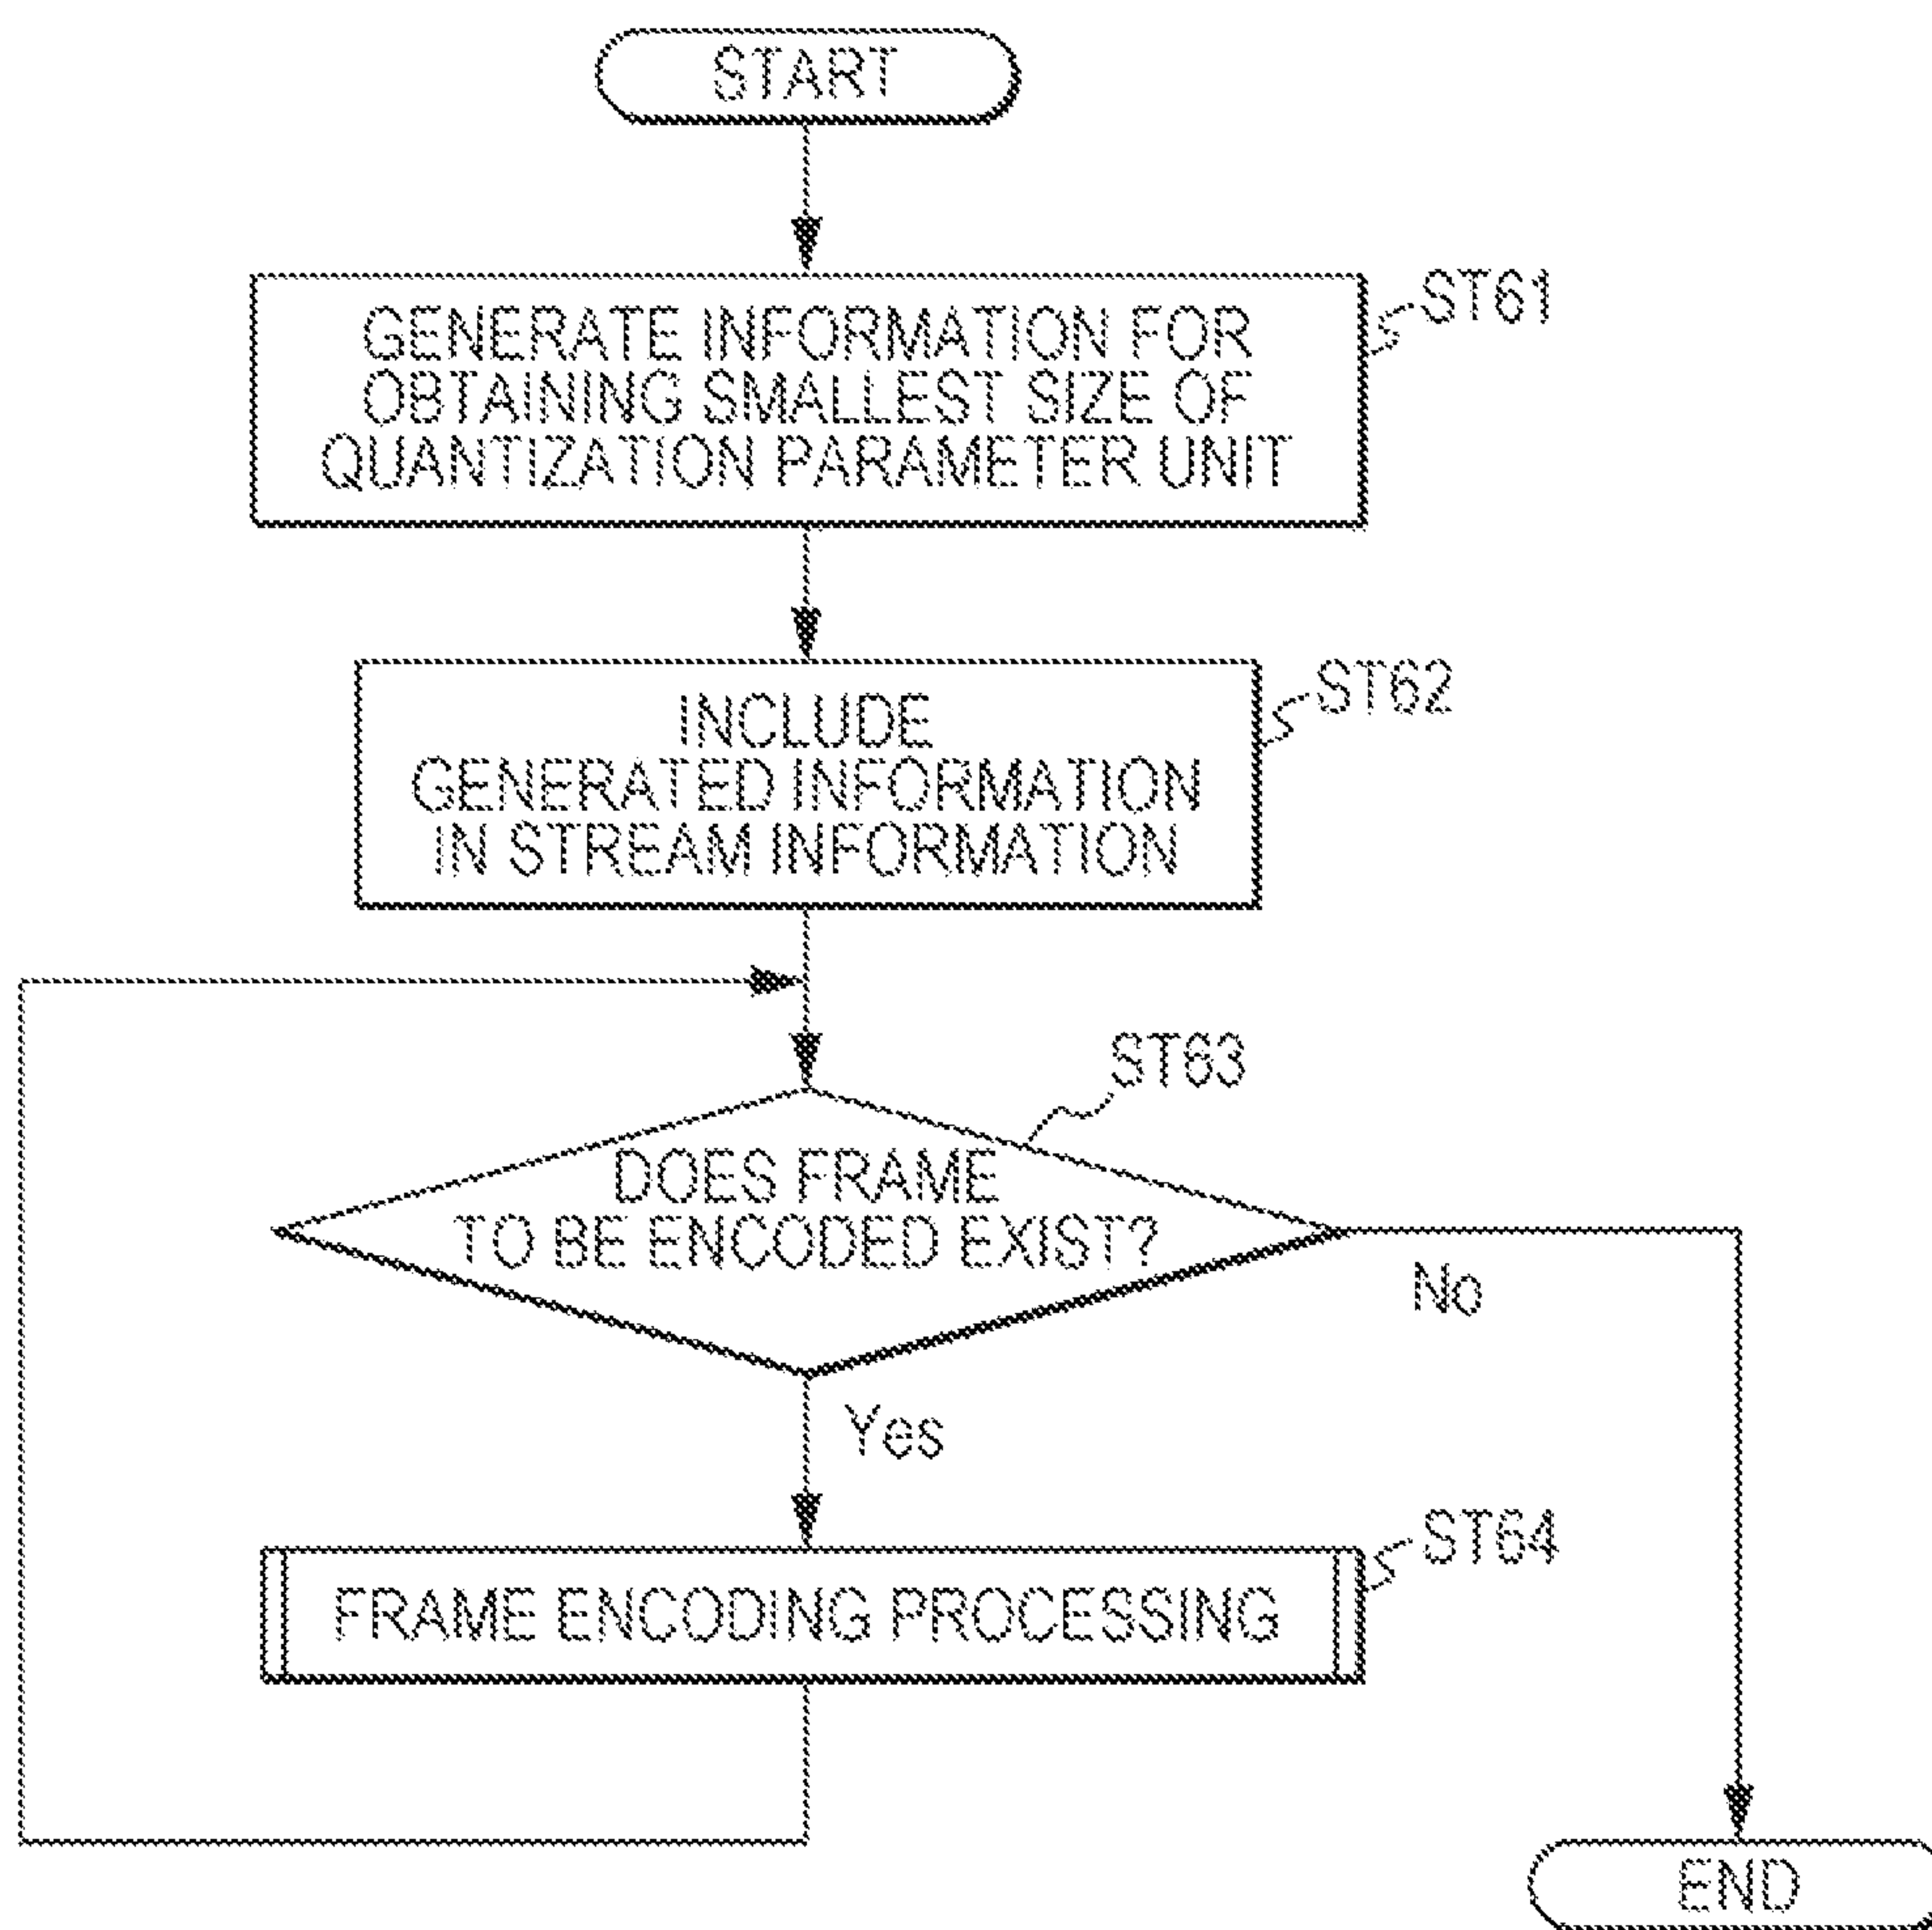 START
GENERATE INFORMATION FOR
OBTAINING SMALLEST SIZE OF
QUANTIZATION PARAMETER UNIT
ST61
INCLUDE
GENERATED INFORMATION
IN STREAM INFORMATION
ST62
ST63
DOES FRAME
TO BE ENCODED EXIST?
No
Yes
FRAME ENCODING PROCESSING
ST64
END